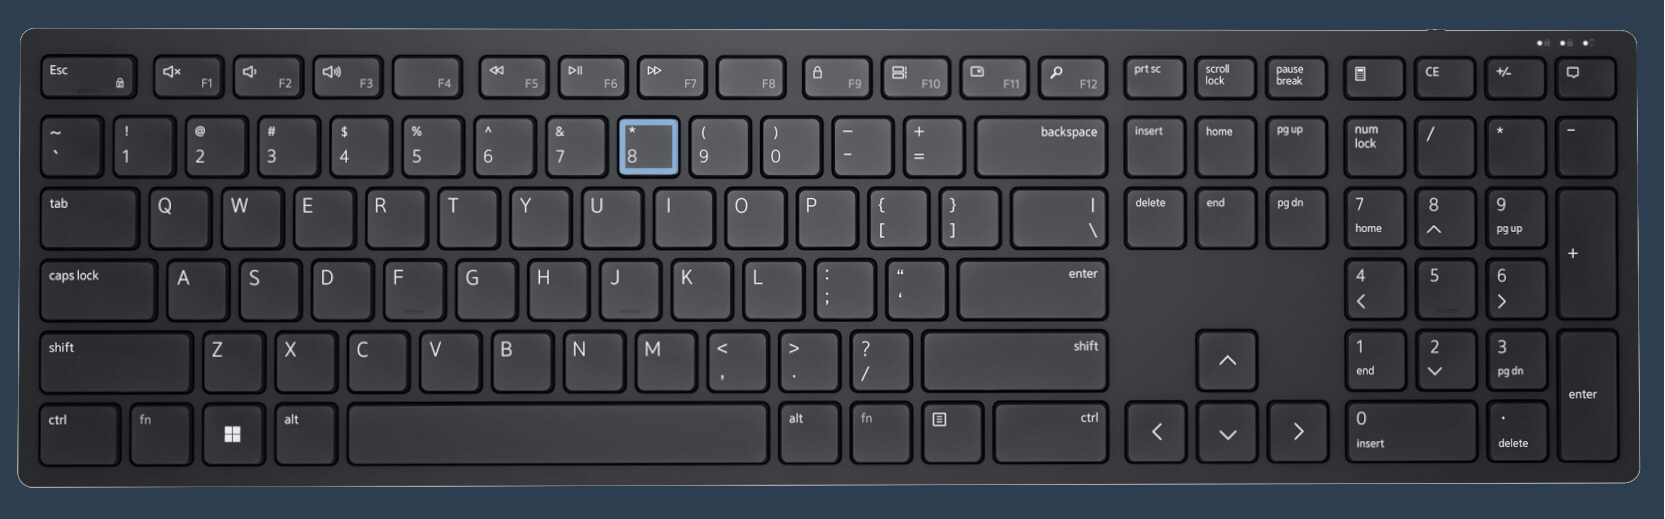 Esc F1 F2 F3 F4 F5 F6 F7 F8 F9 F10 F11 F12 prt sc scroll lock pause break CE +/-
~ ! @ # $ % ^ & * ( ) — + backspace insert home pg up num lock / * −
` 1 2 3 4 5 6 7 8 9 0 - =
tab Q W E R T Y U I O P { } | delete end pg dn 7 8 9
[ ] \ home pg up +
caps lock A S D F G H J K L : “ enter 4 5 6
; ‘
shift Z X C V B N M < > ? shift 1 2 3
, . / end pg dn enter
ctrl fn alt alt fn ctrl 0 .
insert delete